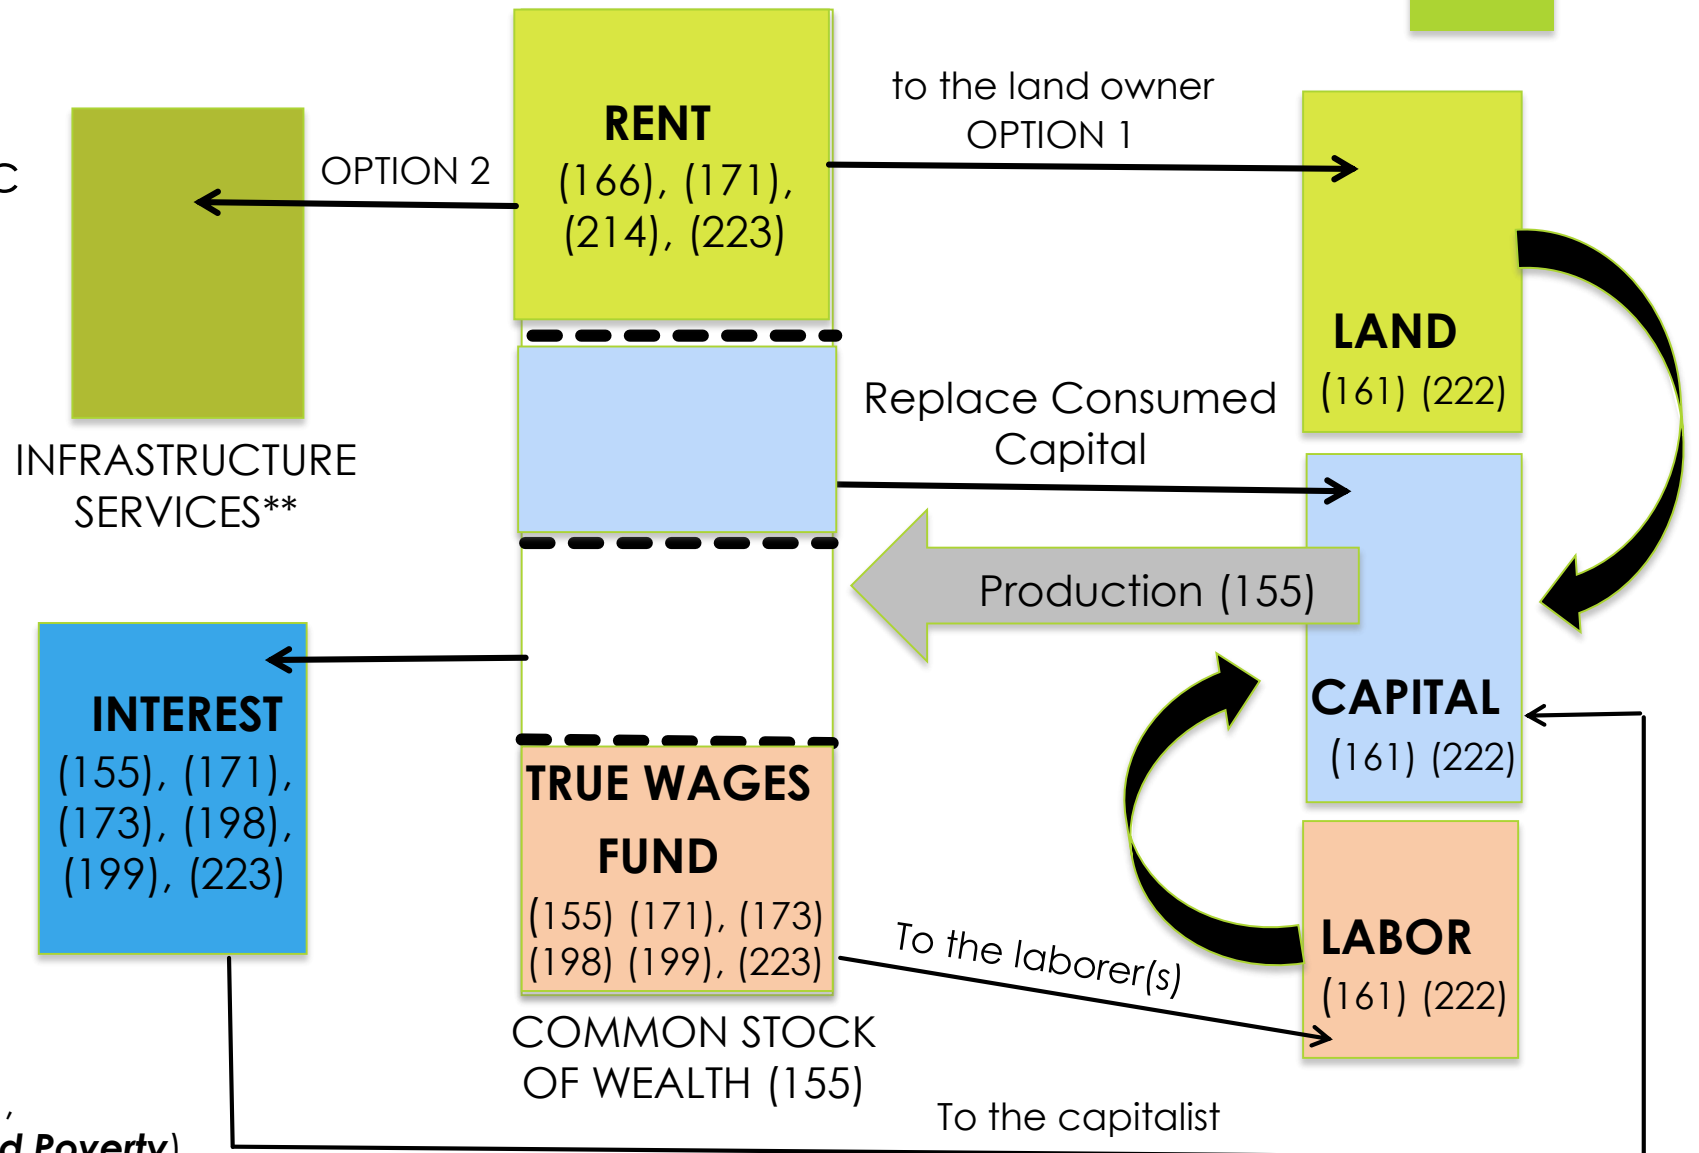 C
OPTION 2
RENT
(166), (171),
(214), (223)
to the land owner
OPTION 1
LAND
(161) (222)
INFRASTRUCTURE
SERVICES**
Replace Consumed
Capital
Production (155)
INTEREST
(155), (171),
(173), (198),
(199), (223)
CAPITAL
(161) (222)
TRUE WAGES
FUND
(155) (171), (173)
(198) (199), (223)
To the laborer(s)
LABOR
(161) (222)
COMMON STOCK
OF WEALTH (155)
To the capitalist
,
d Poverty)